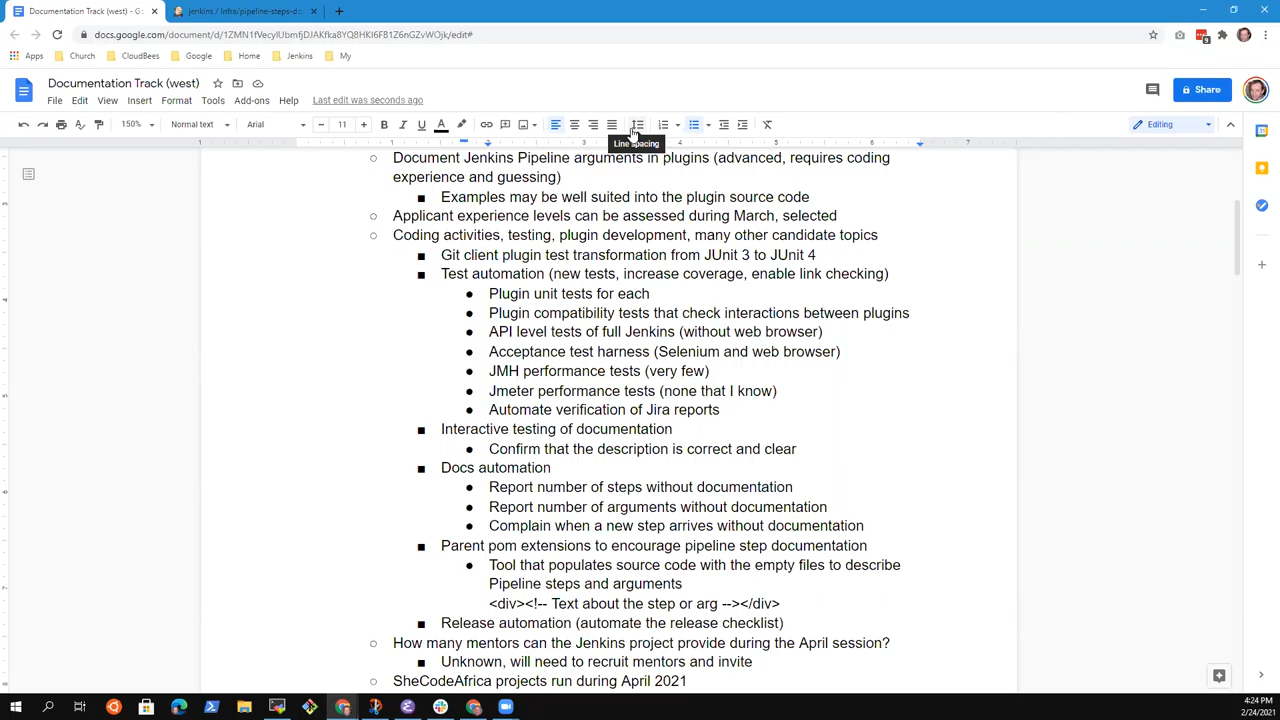 Documentation Track (west) - G
jenkins / Infra/pipeline-steps-d
docs.google.com/document/d/1ZMN1fVecyIUbmfjDJAKfka8YQ8HKI6FB1Z6nGZvWOjk/edit#
Apps
Church
CloudBees
Google
Home
Jenkins
My
Documentation Track (west)
Share
File Edit View Insert Format Tools Add-ons Help Last edit was seconds ago
150% Normal text Arial 11 Editing
Line spacing
3 4 5 6 7
Document Jenkins Pipeline arguments in plugins (advanced, requires coding
experience and guessing)
Examples may be well suited into the plugin source code
Applicant experience levels can be assessed during March, selected
Coding activities, testing, plugin development, many other candidate topics
Git client plugin test transformation from JUnit 3 to JUnit 4
Test automation (new tests, increase coverage, enable link checking)
Plugin unit tests for each
Plugin compatibility tests that check interactions between plugins
API level tests of full Jenkins (without web browser)
Acceptance test harness (Selenium and web browser)
JMH performance tests (very few)
Jmeter performance tests (none that I know)
Automate verification of Jira reports
Interactive testing of documentation
Confirm that the description is correct and clear
Docs automation
Report number of steps without documentation
Report number of arguments without documentation
Complain when a new step arrives without documentation
Parent pom extensions to encourage pipeline step documentation
Tool that populates source code with the empty files to describe
Pipeline steps and arguments
<div><!-- Text about the step or arg --></div>
Release automation (automate the release checklist)
How many mentors can the Jenkins project provide during the April session?
Unknown, will need to recruit mentors and invite
SheCodeAfrica projects run during April 2021
4:24 PM
2/24/2021